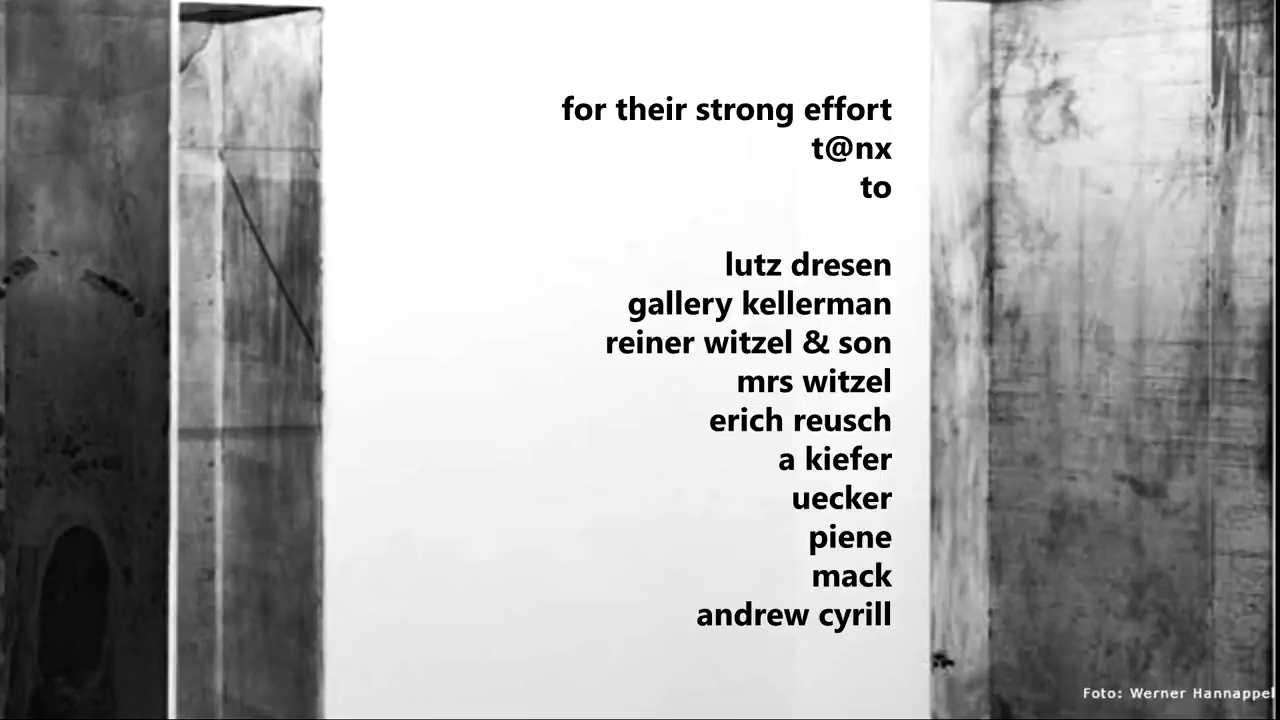 for their strong effort
t@nx
to
lutz dresen
gallery kellerman
reiner witzel & son
mrs witzel
erich reusch
a kiefer
uecker
piene
mack
andrew cyrill
Foto: Werner Hannappel